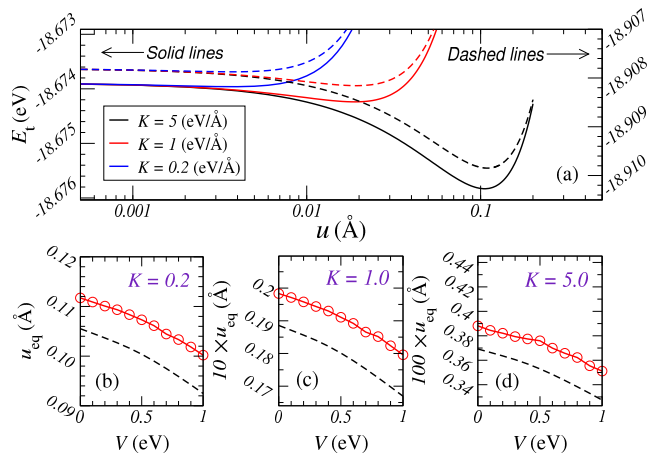 -18.673
-18.907
Solid lines
Dashed lines
-18.674
-18.908
E_t (eV)
K = 5 (eV/Å)
K = 1 (eV/Å)
K = 0.2 (eV/Å)
-18.675
-18.909
-18.676
-18.910
(a)
0.001
0.01
0.1
u (Å)
K = 0.2
0.12
0.11
0.10
0.09
u_eq (Å)
(b)
0
0.5
1
V (eV)
K = 1.0
0.2
0.19
0.18
0.17
10 × u_eq (Å)
(c)
0
0.5
1
V (eV)
K = 5.0
0.44
0.42
0.4
0.38
0.36
0.34
100 × u_eq (Å)
(d)
0
0.5
1
V (eV)